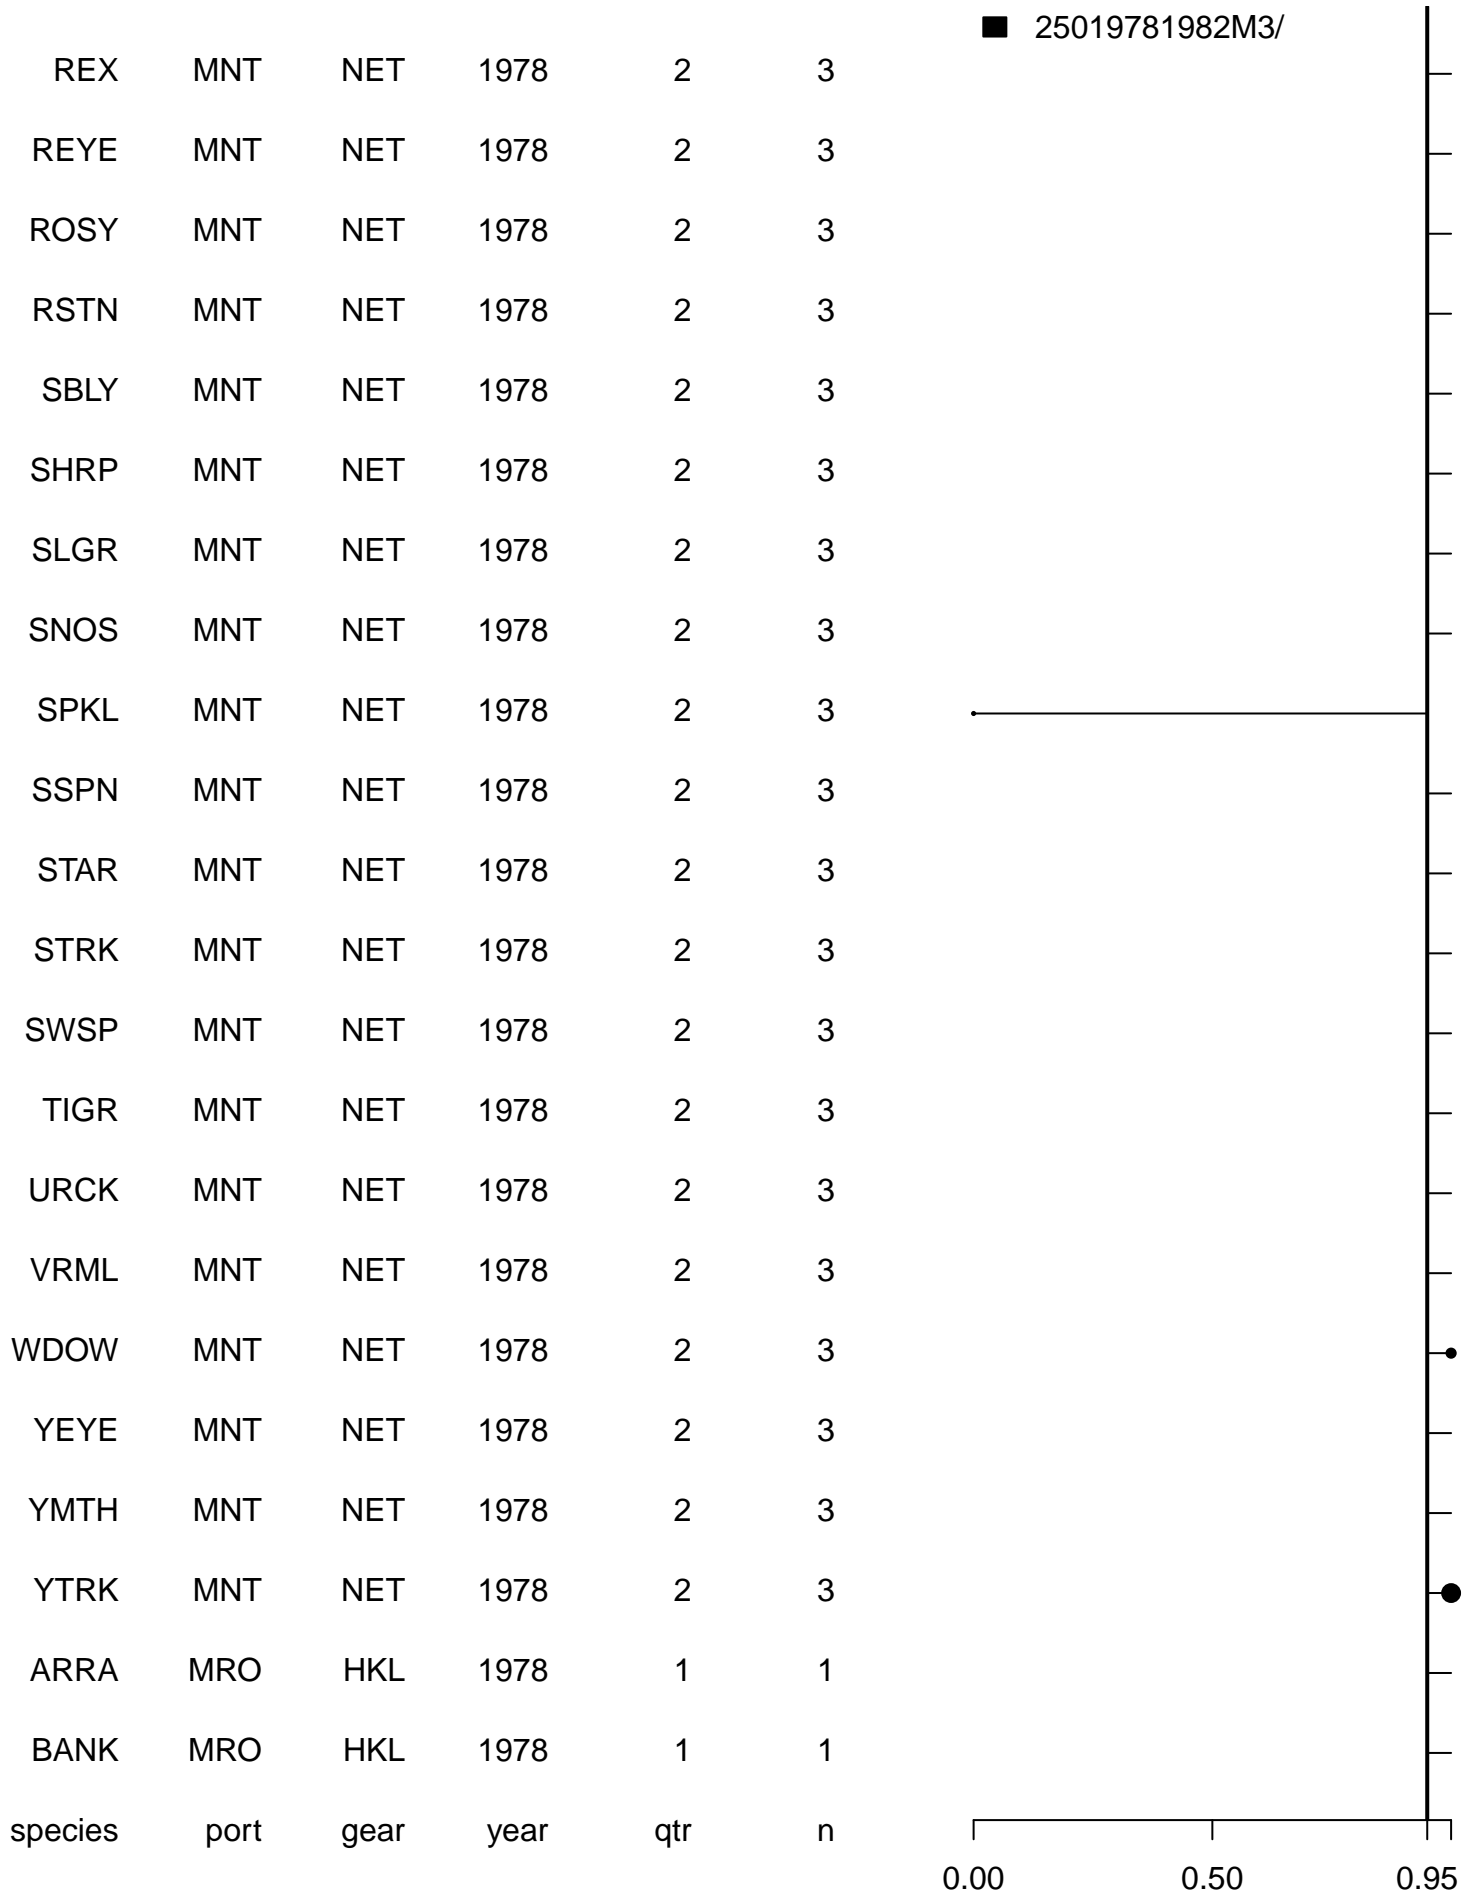 25019781982M3/
REX MNT NET 1978 2 3
REYE MNT NET 1978 2 3
ROSY MNT NET 1978 2 3
RSTN MNT NET 1978 2 3
SBLY MNT NET 1978 2 3
SHRP MNT NET 1978 2 3
SLGR MNT NET 1978 2 3
SNOS MNT NET 1978 2 3
SPKL MNT NET 1978 2 3
SSPN MNT NET 1978 2 3
STAR MNT NET 1978 2 3
STRK MNT NET 1978 2 3
SWSP MNT NET 1978 2 3
TIGR MNT NET 1978 2 3
URCK MNT NET 1978 2 3
VRML MNT NET 1978 2 3
WDOW MNT NET 1978 2 3
YEYE MNT NET 1978 2 3
YMTH MNT NET 1978 2 3
YTRK MNT NET 1978 2 3
ARRA MRO HKL 1978 1 1
BANK MRO HKL 1978 1 1
species port gear year qtr n
0.00 0.50 0.95